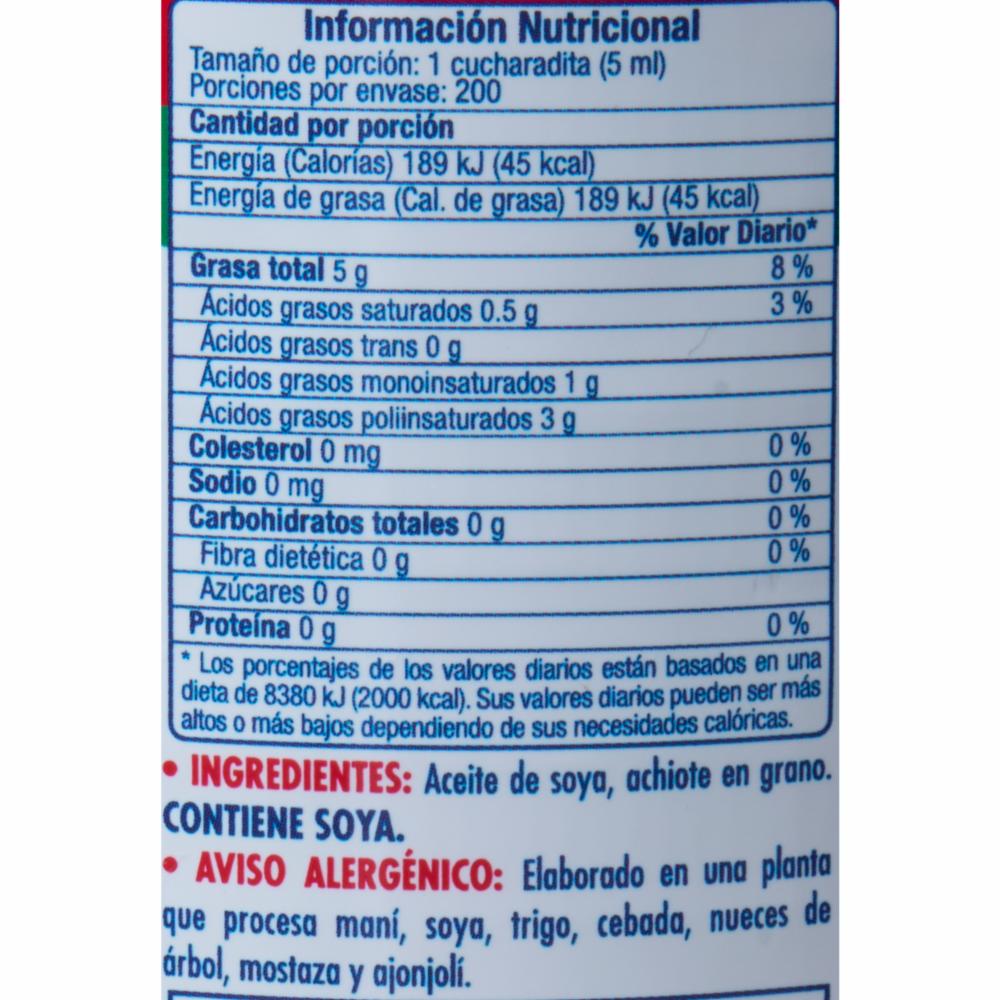 Información Nutricional
Tamaño de porción: 1 cucharadita (5 ml)
Porciones por envase: 200
Cantidad por porción
Energía (Calorías) 189 kJ (45 kcal)
Energía de grasa (Cal. de grasa) 189 kJ (45 kcal)
% Valor Diario*
Grasa total 5 g 8 %
Ácidos grasos saturados 0.5 g 3 %
Ácidos grasos trans 0 g
Ácidos grasos monoinsaturados 1 g
Ácidos grasos poliinsaturados 3 g
Colesterol 0 mg 0 %
Sodio 0 mg 0 %
Carbohidratos totales 0 g 0 %
Fibra dietética 0 g 0 %
Azúcares 0 g
Proteína 0 g 0 %
* Los porcentajes de los valores diarios están basados en una
dieta de 8380 kJ (2000 kcal). Sus valores diarios pueden ser más
altos o más bajos dependiendo de sus necesidades calóricas.
• INGREDIENTES: Aceite de soya, achiote en grano.
CONTIENE SOYA.
• AVISO ALERGÉNICO: Elaborado en una planta
que procesa maní, soya, trigo, cebada, nueces de
árbol, mostaza y ajonjolí.